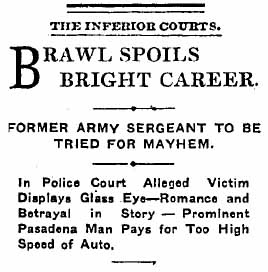 THE INFERIOR COURTS.
BRAWL SPOILS
BRIGHT CAREER.
FORMER ARMY SERGEANT TO BE
TRIED FOR MAYHEM.
In Police Court Alleged Victim
Displays Glass Eye—Romance and
Betrayal in Story — Prominent
Pasadena Man Pays for Too High
Speed of Auto.